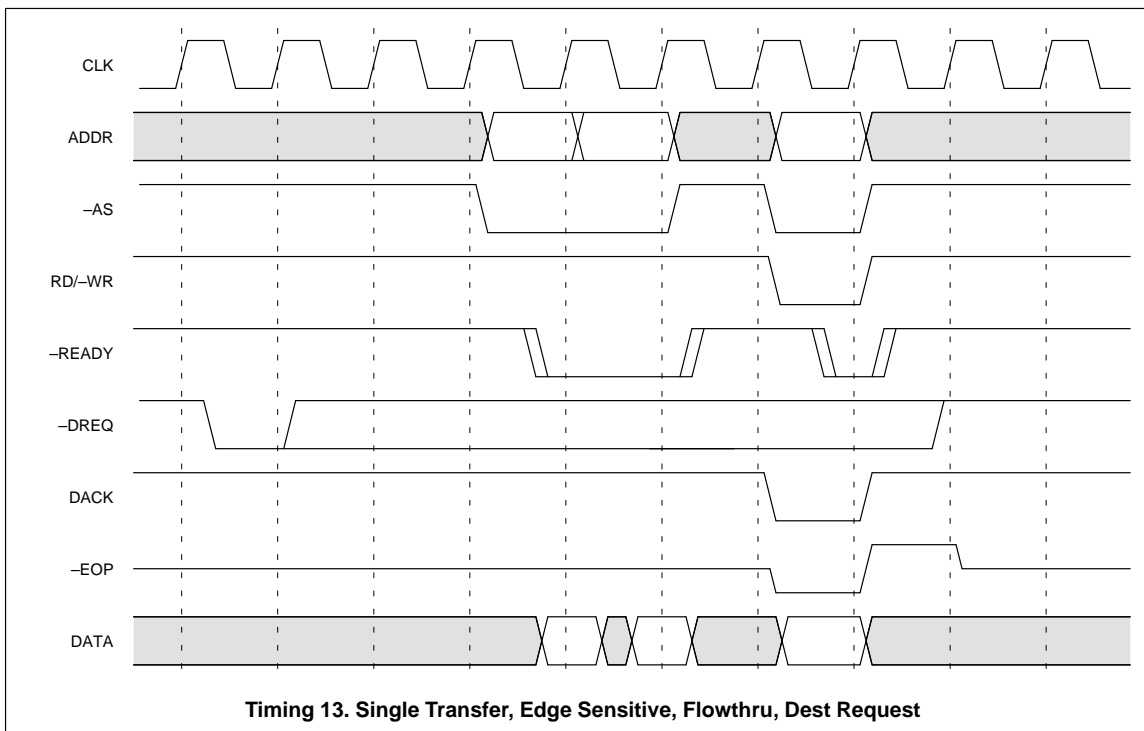 CLK
ADDR
–AS
RD/–WR
–READY
–DREQ
DACK
–EOP
DATA
Timing 13. Single Transfer, Edge Sensitive, Flowthru, Dest Request